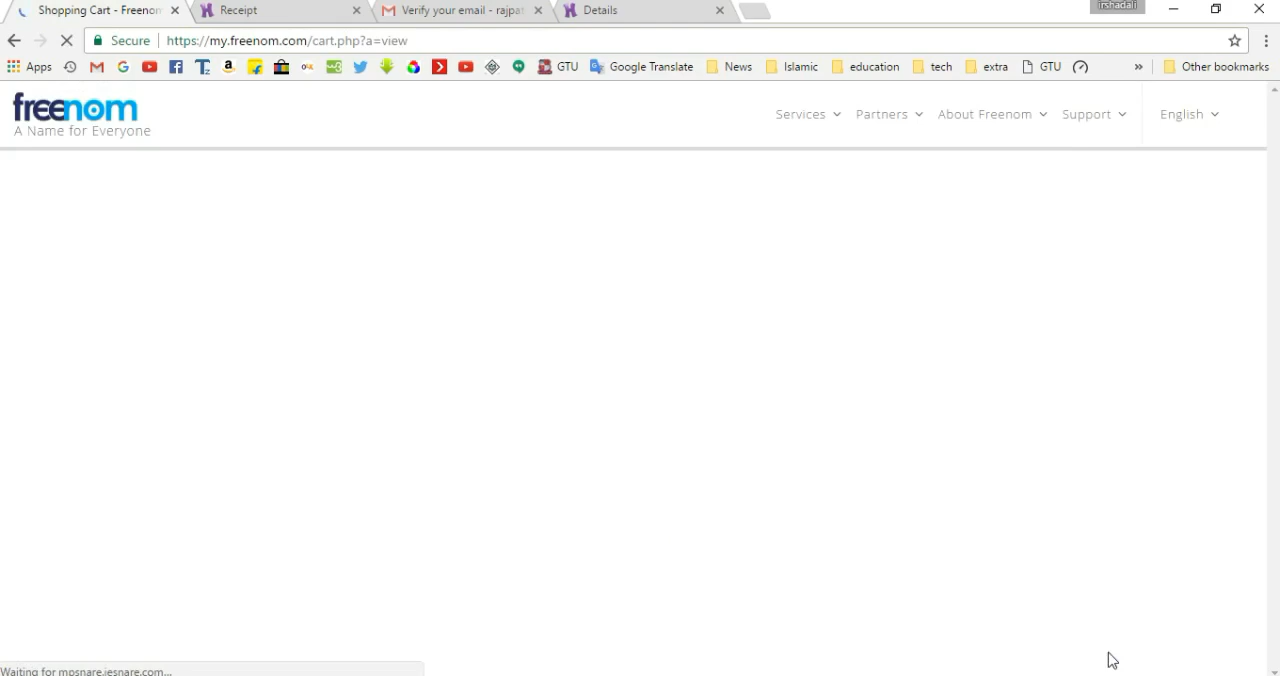 Shopping Cart - Freenom
Receipt
Verify your email - rajpat
Details
irshadali
Secure
https://my.freenom.com/cart.php?a=view
Apps
GTU
Google Translate
News
Islamic
education
tech
extra
GTU
»
Other bookmarks
freenom
A Name for Everyone
Services
Partners
About Freenom
Support
English
Waiting for mpsnare.iesnare.com...